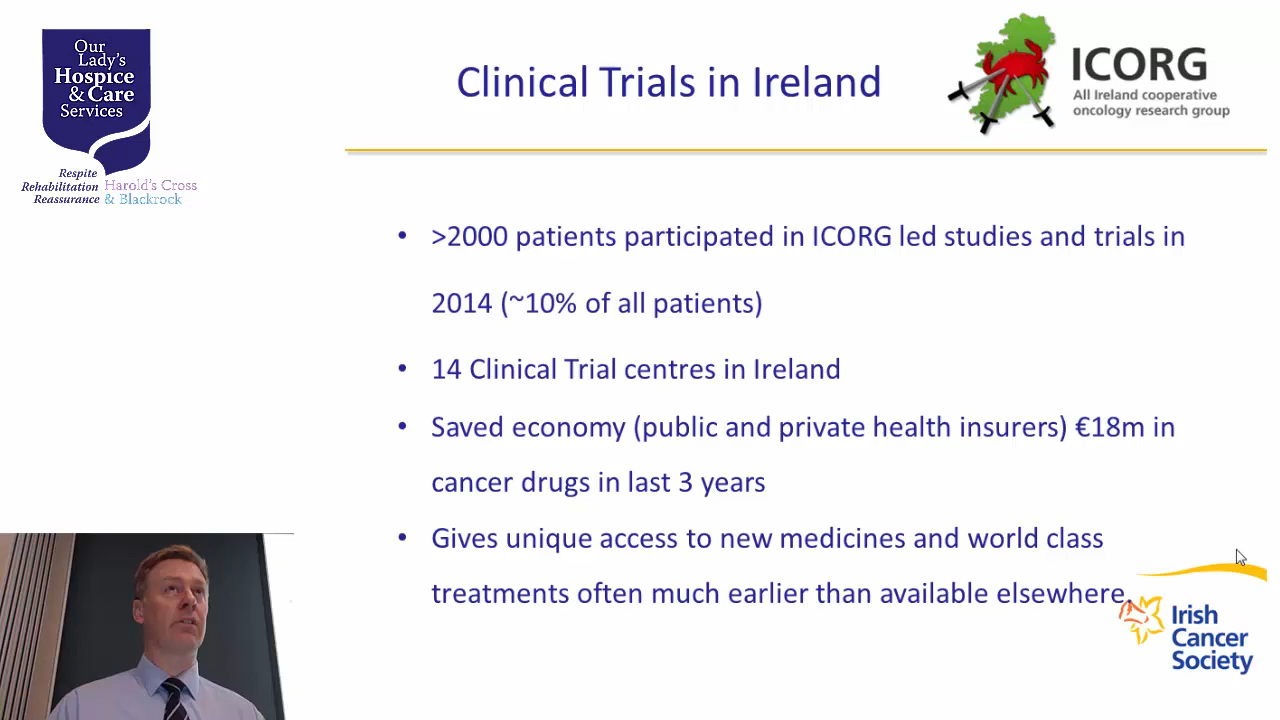 Our
Lady's
Hospice
& Care
Services
Respite
Rehabilitation
Reassurance
Harold's Cross
& Blackrock
Clinical Trials in Ireland
ICORG
All Ireland cooperative
oncology research group
• >2000 patients participated in ICORG led studies and trials in
2014 (~10% of all patients)
• 14 Clinical Trial centres in Ireland
• Saved economy (public and private health insurers) €18m in
cancer drugs in last 3 years
• Gives unique access to new medicines and world class
treatments often much earlier than available elsewhere.
Irish
Cancer
Society